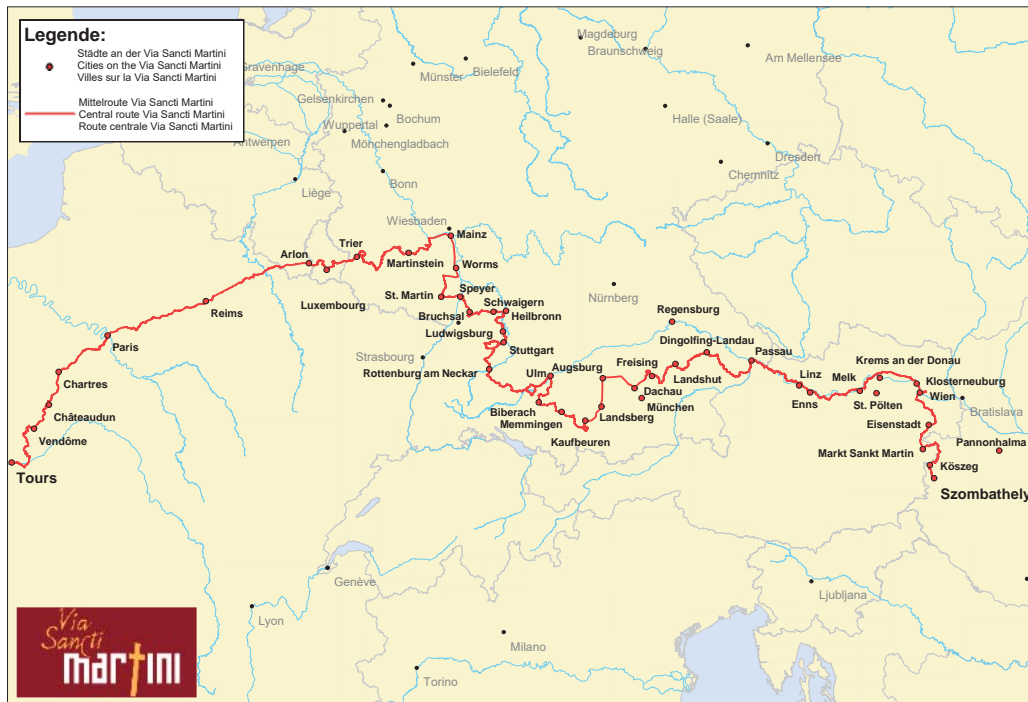 Legende:
Städte an der Via Sancti Martini
Cities on the Via Sancti Martini
Villes sur la Via Sancti Martini
Mittelroute Via Sancti Martini
Central route Via Sancti Martini
Route centrale Via Sancti Martini
Magdeburg
Braunschweig
Am Mellensee
Bielefeld
Münster
Gravenhage
Gelsenkirchen
Bochum
Wuppertal
Halle (Saale)
Antwerpen
Mönchengladbach
Dresden
Chemnitz
Bonn
Liège
Wiesbaden
Mainz
Trier
Arlon
Martinstein
Worms
Nürnberg
Luxembourg
St. Martin
Speyer
Schwaigern
Reims
Bruchsal
Heilbronn
Regensburg
Ludwigsburg
Paris
Stuttgart
Dingolfing-Landau
Passau
Strasbourg
Freising
Krems an der Donau
Rottenburg am Neckar
Ulm
Augsburg
Landshut
Linz
Melk
Klosterneuburg
Chartres
Dachau
Enns
St. Pölten
Wien
München
Bratislava
Châteaudun
Biberach
Landsberg
Memmingen
Eisenstadt
Vendôme
Kaufbeuren
Pannonhalma
Markt Sankt Martin
Köszeg
Tours
Szombathely
Genève
Ljubljana
Lyon
Milano
Torino
Via
Sancti
martini